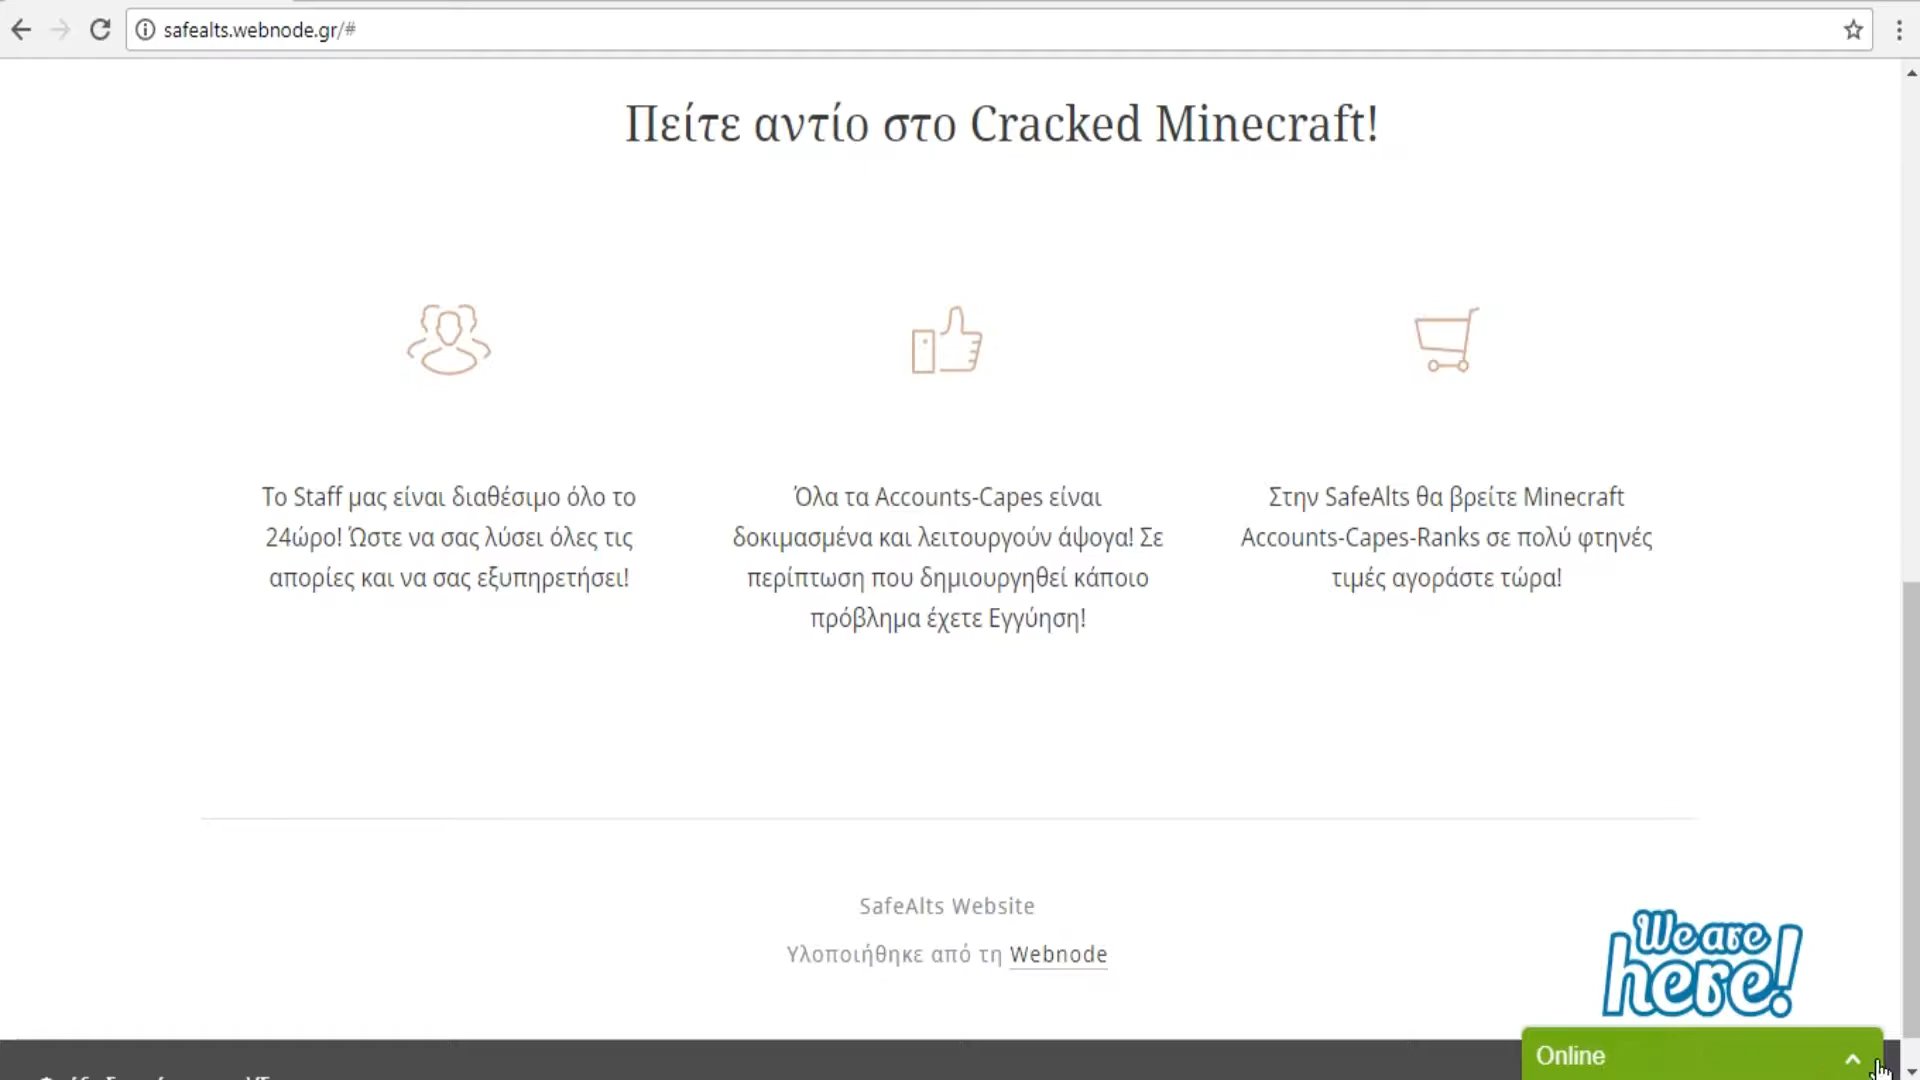 safealts.webnode.gr/#
Πείτε αντίο στο Cracked Minecraft!
Το Staff μας είναι διαθέσιμο όλο το
24ώρο! Ώστε να σας λύσει όλες τις
απορίες και να σας εξυπηρετήσει!
Όλα τα Accounts-Capes είναι
δοκιμασμένα και λειτουργούν άψογα! Σε
περίπτωση που δημιουργηθεί κάποιο
πρόβλημα έχετε Εγγύηση!
Στην SafeAlts θα βρείτε Minecraft
Accounts-Capes-Ranks σε πολύ φτηνές
τιμές αγοράστε τώρα!
SafeAlts Website
Υλοποιήθηκε από τη Webnode
We are
here!
Online